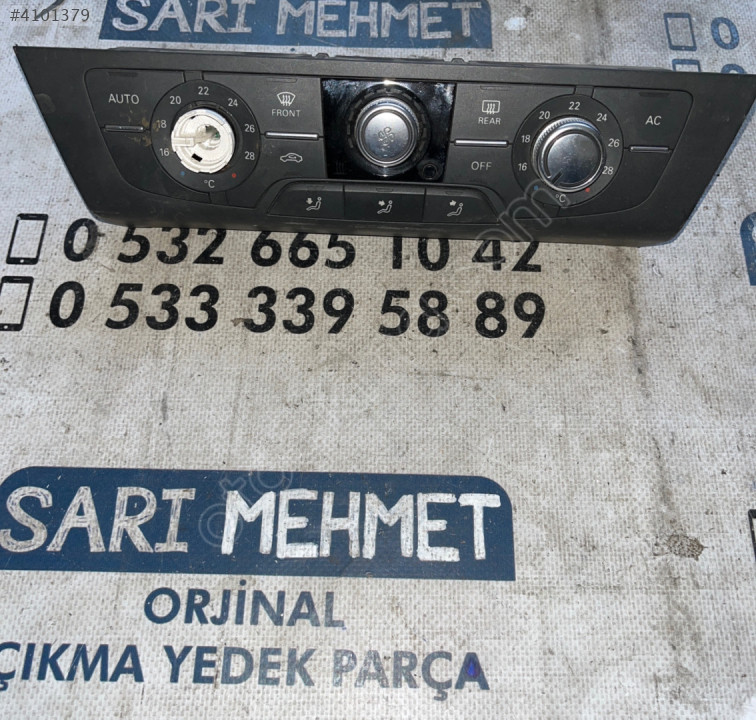 #4101379
SARI MEHMET
AUTO
16 18 20 22 24 26 28
°C
FRONT
REAR
OFF
16 18 20 22 24 26 28
°C
AC
0 532 665 10 42
0 533 339 58 89
SARI MEHMET
ORJİNAL
ÇIKMA YEDEK PARÇA
0
0